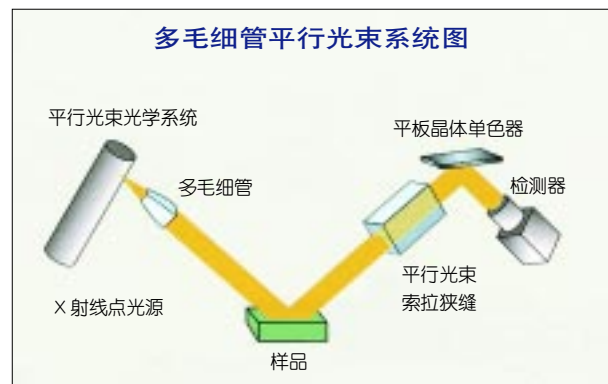 多毛细管平行光束系统图
平行光束光学系统
平板晶体单色器
多毛细管
检测器
平行光束
索拉狭缝
X 射线点光源
样品